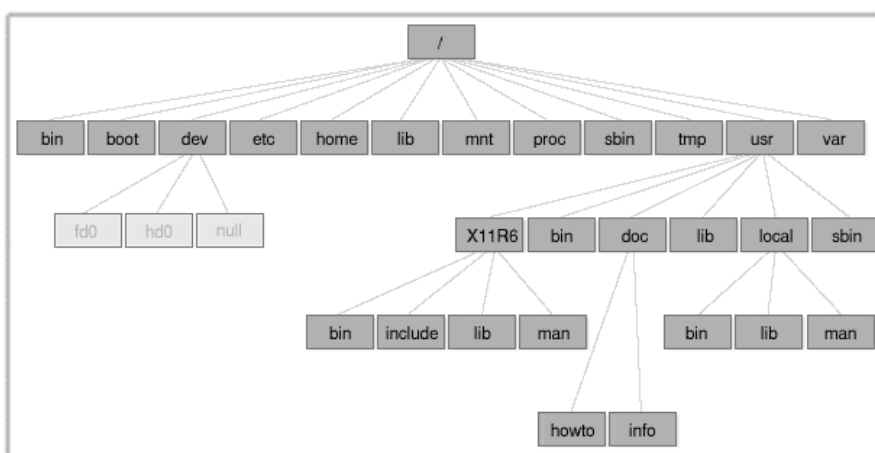 /
bin boot dev etc home lib mnt proc sbin tmp usr var
fd0 hd0 null
X11R6 bin doc lib local sbin
bin include lib man bin lib man
howto info